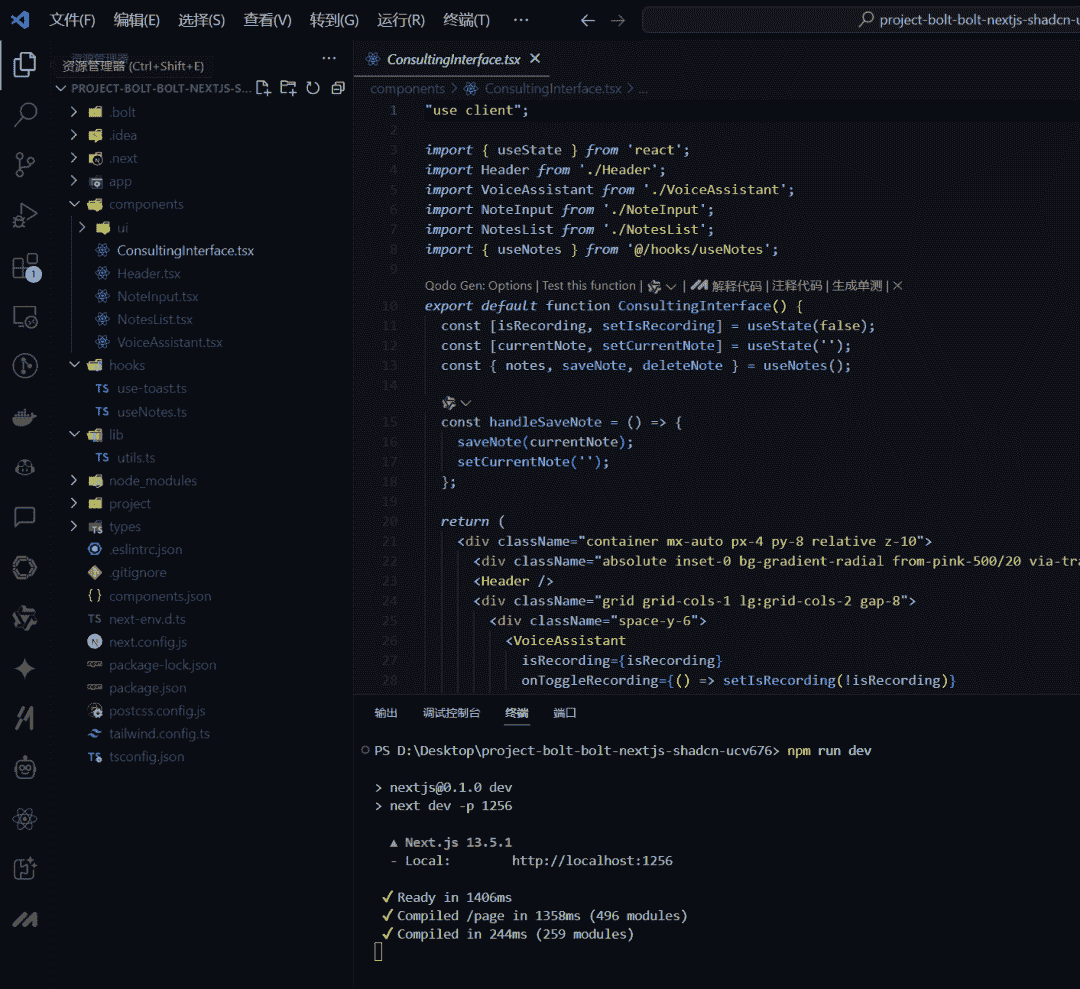 文件(F) 编辑(E) 选择(S) 查看(V) 转到(G) 运行(R) 终端(T) ··· project-bolt-bolt-nextjs-shadcn-u
资源管理器
资源管理器 (Ctrl+Shift+E)
PROJECT-BOLT-BOLT-NEXTJS-S...
.bolt
.idea
.next
app
components
ui
ConsultingInterface.tsx
Header.tsx
NoteInput.tsx
NotesList.tsx
VoiceAssistant.tsx
hooks
TS use-toast.ts
TS useNotes.ts
lib
TS utils.ts
node_modules
project
types
.eslintrc.json
.gitignore
{ } components.json
TS next-env.d.ts
N next.config.js
package-lock.json
package.json
postcss.config.js
tailwind.config.ts
TS tsconfig.json
1
ConsultingInterface.tsx
components > ConsultingInterface.tsx > ...
1 "use client";
2
3 import { useState } from 'react';
4 import Header from './Header';
5 import VoiceAssistant from './VoiceAssistant';
6 import NoteInput from './NoteInput';
7 import NotesList from './NotesList';
8 import { useNotes } from '@/hooks/useNotes';
9
Qodo Gen: Options | Test this function | | 解释代码 | 注释代码 | 生成单测 |
10 export default function ConsultingInterface() {
11 const [isRecording, setIsRecording] = useState(false);
12 const [currentNote, setCurrentNote] = useState('');
13 const { notes, saveNote, deleteNote } = useNotes();
14
15 const handleSaveNote = () => {
16 saveNote(currentNote);
17 setCurrentNote('');
18 };
19
20 return (
21 <div className="container mx-auto px-4 py-8 relative z-10">
22 <div className="absolute inset-0 bg-gradient-radial from-pink-500/20 via-tra
23 <Header />
24 <div className="grid grid-cols-1 lg:grid-cols-2 gap-8">
25 <div className="space-y-6">
26 <VoiceAssistant
27 isRecording={isRecording}
28 onToggleRecording={() => setIsRecording(!isRecording)}
输出 调试控制台 终端 端口
PS D:\Desktop\project-bolt-bolt-nextjs-shadcn-ucv676> npm run dev
> nextjs@0.1.0 dev
> next dev -p 1256
▲ Next.js 13.5.1
- Local: http://localhost:1256
✓ Ready in 1406ms
✓ Compiled /page in 1358ms (496 modules)
✓ Compiled in 244ms (259 modules)